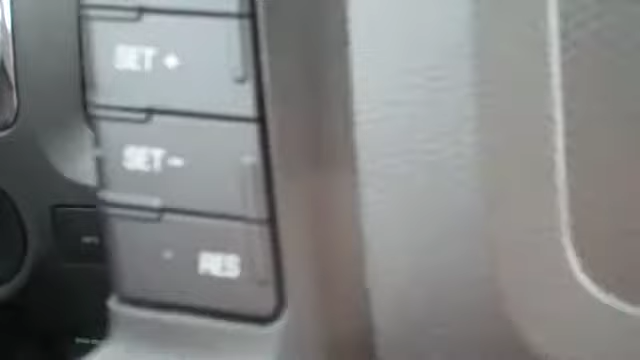 SET +
SET -
RES